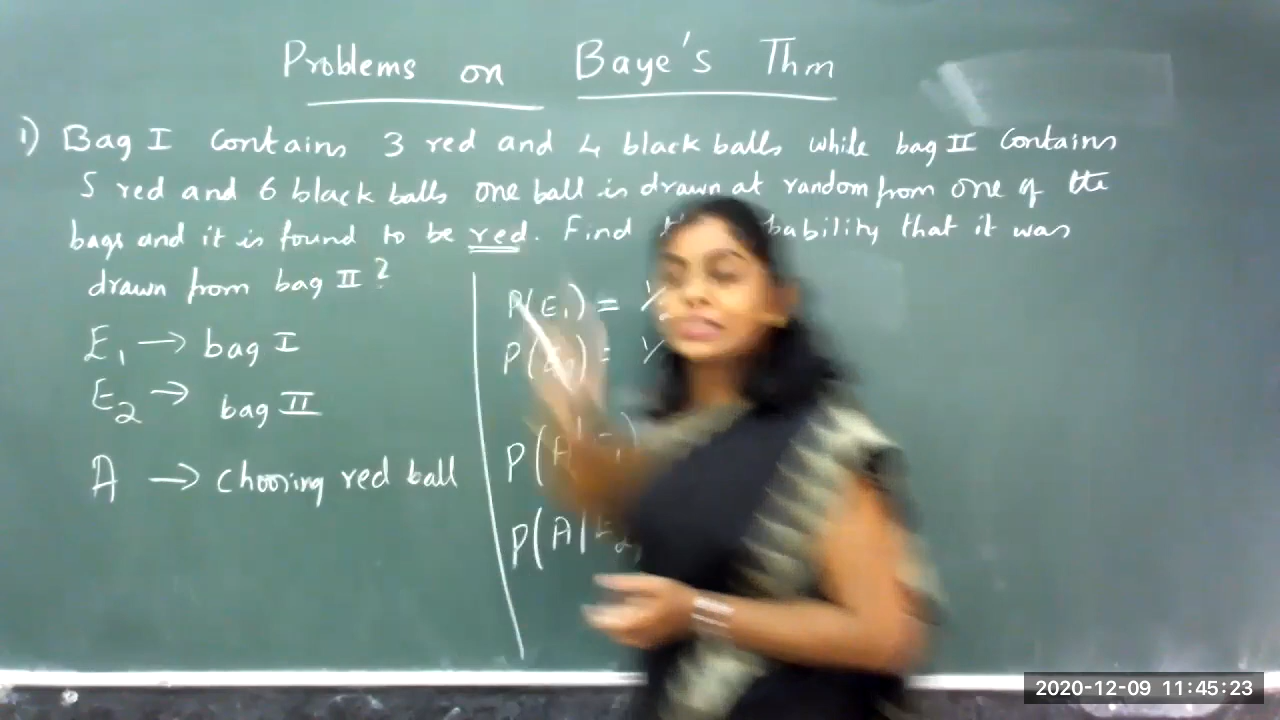 Problems on Baye's Thm
1) Bag I contains 3 red and 4 black balls while bag II contains
5 red and 6 black balls one ball is drawn at random from one of the
bags and it is found to be red. Find that it was
drawn from bag II?
E1 → bag I
E2 → bag II
A → choosing red ball
P(E1) =
P( ) =
P(A|
P(A|E2
2020-12-09 11:45:23